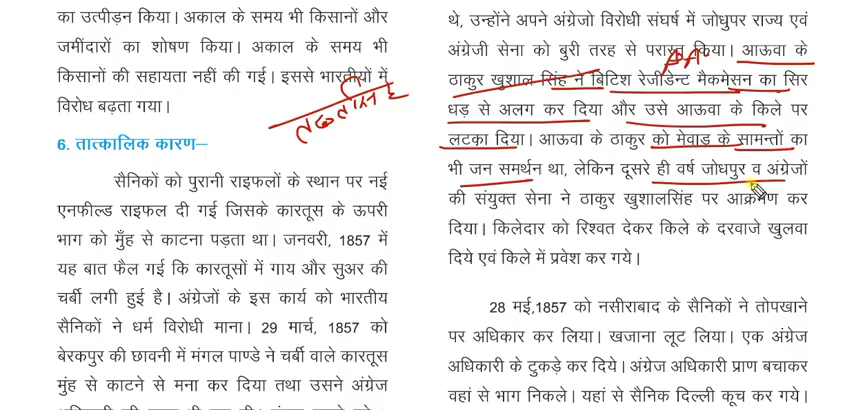 का उत्पीड़न किया। अकाल के समय भी किसानों और
जमींदारों का शोषण किया। अकाल के समय भी
किसानों की सहायता नहीं की गई। इससे भारतीयों में
विरोध बढ़ता गया।
6. तात्कालिक कारण–
सैनिकों को पुरानी राइफलों के स्थान पर नई
एनफील्ड राइफल दी गई जिसके कारतूस के ऊपरी
भाग को मुँह से काटना पड़ता था। जनवरी, 1857 में
यह बात फैल गई कि कारतूसों में गाय और सुअर की
चर्बी लगी हुई है। अंग्रेजों के इस कार्य को भारतीय
सैनिकों ने धर्म विरोधी माना। 29 मार्च, 1857 को
बेरकपुर की छावनी में मंगल पाण्डे ने चर्बी वाले कारतूस
मुंह से काटने से मना कर दिया तथा उसने अंग्रेज
थे, उन्होंने अपने अंग्रेजो विरोधी संघर्ष में जोधुपर राज्य एवं
अंग्रेजी सेना को बुरी तरह से परास्त किया। आऊवा के
ठाकुर खुशाल सिंह ने बिटिश रेजीडेन्ट मैकमेसन का सिर
धड़ से अलग कर दिया और उसे आऊवा के किले पर
लटका दिया। आऊवा के ठाकुर को मेवाड के सामन्तों का
भी जन समर्थन था, लेकिन दूसरे ही वर्ष जोधपुर व अंग्रेजों
की संयुक्त सेना ने ठाकुर खुशालसिंह पर आक्रमण कर
दिया। किलेदार को रिश्वत देकर किले के दरवाजे खुलवा
दिये एवं किले में प्रवेश कर गये।
28 मई,1857 को नसीराबाद के सैनिकों ने तोपखाने
पर अधिकार कर लिया। खजाना लूट लिया। एक अंग्रेज
अधिकारी के टुकड़े कर दिये। अंग्रेज अधिकारी प्राण बचाकर
वहां से भाग निकले। यहां से सैनिक दिल्ली कूच कर गये।